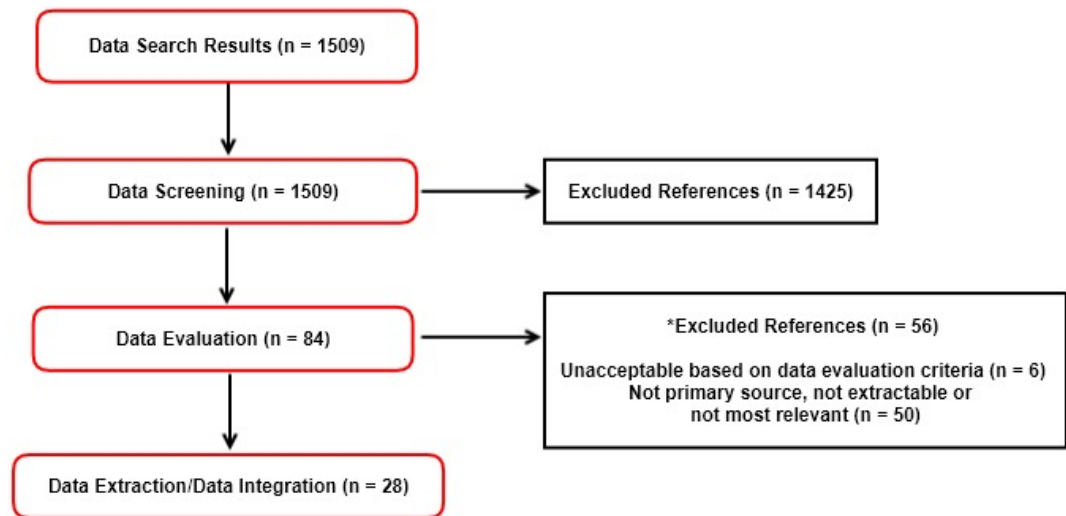 Data Search Results (n = 1509)
Data Screening (n = 1509)
Excluded References (n = 1425)
Data Evaluation (n = 84)
*Excluded References (n = 56)
Unacceptable based on data evaluation criteria (n = 6)
Not primary source, not extractable or
not most relevant (n = 50)
Data Extraction/Data Integration (n = 28)